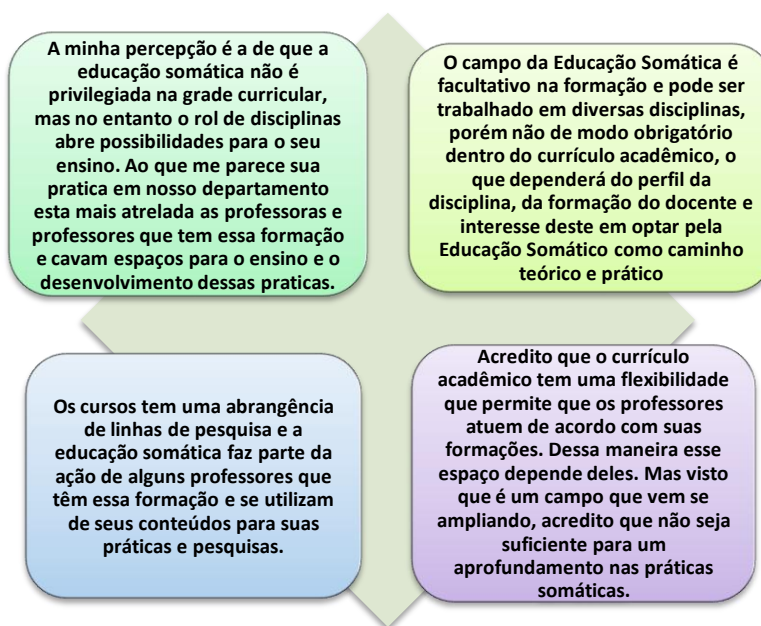 A minha percepção é a de que a
educação somática não é
privilegiada na grade curricular,
mas no entanto o rol de disciplinas
abre possibilidades para o seu
ensino. Ao que me parece sua
pratica em nosso departamento
esta mais atrelada as professoras e
professores que tem essa formação
e cavam espaços para o ensino e o
desenvolvimento dessas praticas.
O campo da Educação Somática é
facultativo na formação e pode ser
trabalhado em diversas disciplinas,
porém não de modo obrigatório
dentro do currículo acadêmico, o
que dependerá do perfil da
disciplina, da formação do docente e
interesse deste em optar pela
Educação Somático como caminho
teórico e prático
Os cursos tem uma abrangência
de linhas de pesquisa e a
educação somática faz parte da
ação de alguns professores que
têm essa formação e se utilizam
de seus conteúdos para suas
práticas e pesquisas.
Acredito que o currículo
acadêmico tem uma flexibilidade
que permite que os professores
atuem de acordo com suas
formações. Dessa maneira esse
espaço depende deles. Mas visto
que é um campo que vem se
ampliando, acredito que não seja
suficiente para um
aprofundamento nas práticas
somáticas.